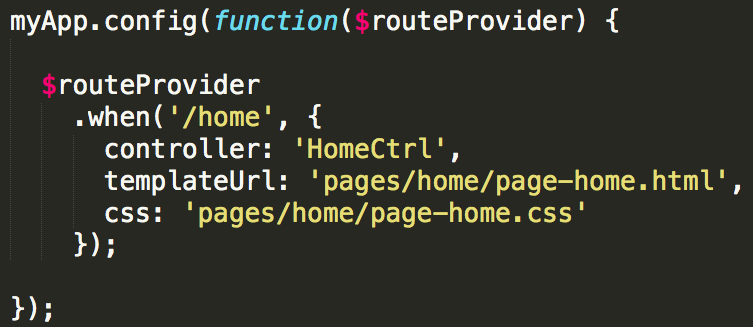 myApp.config(function($routeProvider) {
$routeProvider
.when('/home', {
controller: 'HomeCtrl',
templateUrl: 'pages/home/page-home.html',
css: 'pages/home/page-home.css'
});
});